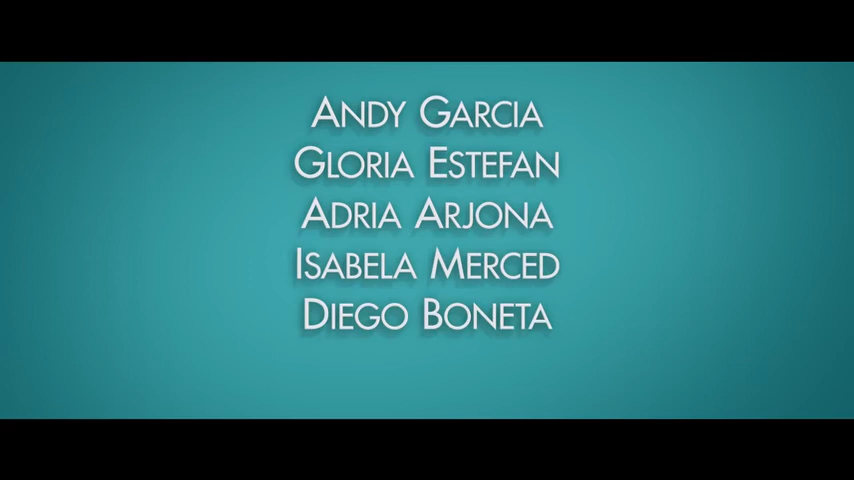 ANDY GARCIA
GLORIA ESTEFAN
ADRIA ARJONA
ISABELA MERCED
DIEGO BONETA